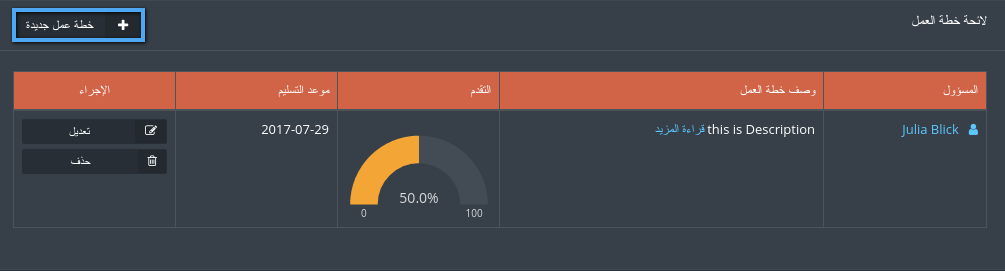 لائحة خطة العمل
خطة عمل جديدة
المسؤول
وصف خطة العمل
التقدم
موعد التسليم
الإجراء
Julia Blick
this is Description قراءة المزيد
50.0%
0
100
2017-07-29
تعديل
حذف